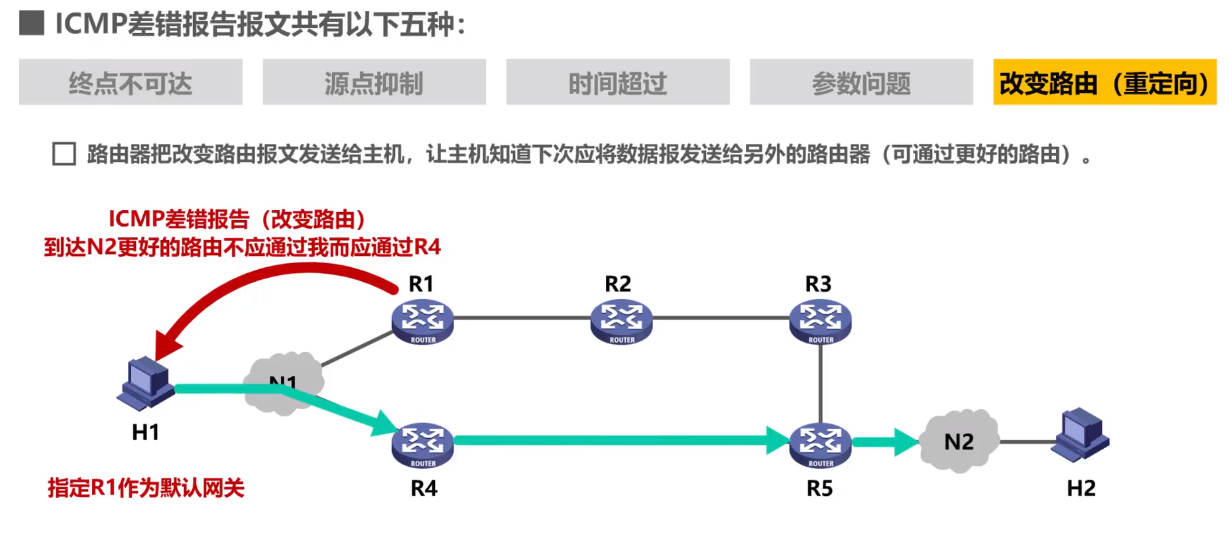 ICMP差错报告报文共有以下五种：
终点不可达 源点抑制 时间超过 参数问题 改变路由（重定向）
路由器把改变路由报文发送给主机，让主机知道下次应将数据报发送给另外的路由器（可通过更好的路由）。
ICMP差错报告（改变路由）
到达N2更好的路由不应通过我而应通过R4
R1 R2 R3
ROUTER ROUTER ROUTER
N1
H1
N2
ROUTER ROUTER
指定R1作为默认网关
R4 R5 H2